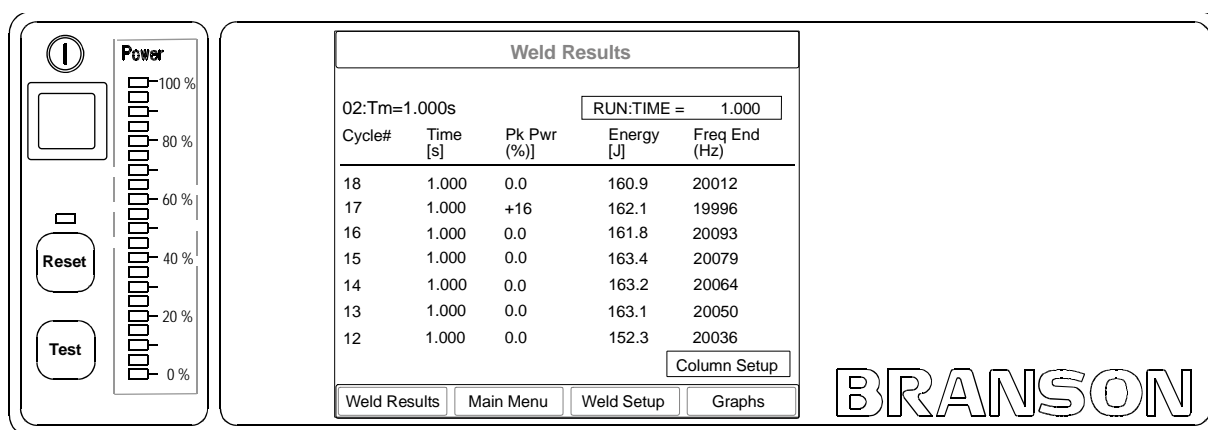 Power
100 %
80 %
60 %
40 %
20 %
0 %
Reset
Test
Weld Results
02:Tm=1.000s RUN:TIME = 1.000
Cycle# Time [s] Pk Pwr (%)] Energy [J] Freq End (Hz)
18 1.000 0.0 160.9 20012
17 1.000 +16 162.1 19996
16 1.000 0.0 161.8 20093
15 1.000 0.0 163.4 20079
14 1.000 0.0 163.2 20064
13 1.000 0.0 163.1 20050
12 1.000 0.0 152.3 20036
Column Setup
Weld Results Main Menu Weld Setup Graphs
BRANSON